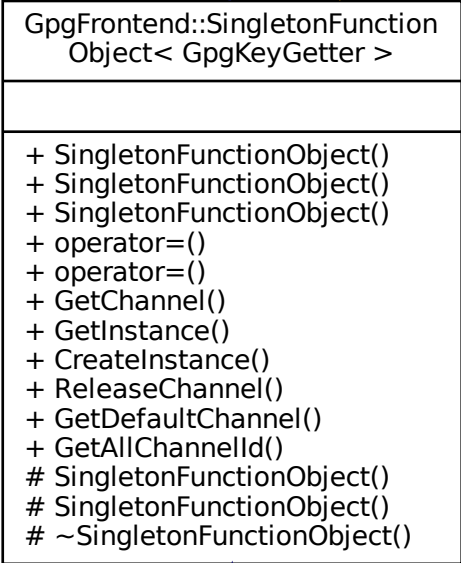 GpgFrontend::SingletonFunction
Object< GpgKeyGetter >
+ SingletonFunctionObject()
+ SingletonFunctionObject()
+ SingletonFunctionObject()
+ operator=()
+ operator=()
+ GetChannel()
+ GetInstance()
+ CreateInstance()
+ ReleaseChannel()
+ GetDefaultChannel()
+ GetAllChannelId()
# SingletonFunctionObject()
# SingletonFunctionObject()
# ~SingletonFunctionObject()